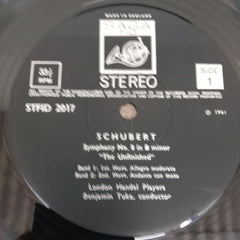 MADE IN ENGLAND
SAGA
33⅓
RPM
STEREO
SIDE
1
STFID 2017
℗ 1961
SCHUBERT
Symphony No. 8 in B minor
"The Unfinished"
Band 1: 1st. Movt. Allegro moderato
Band 2: 2nd. Movt. Andante con moto
London Handel Players
Benjamin Tuke, conductor